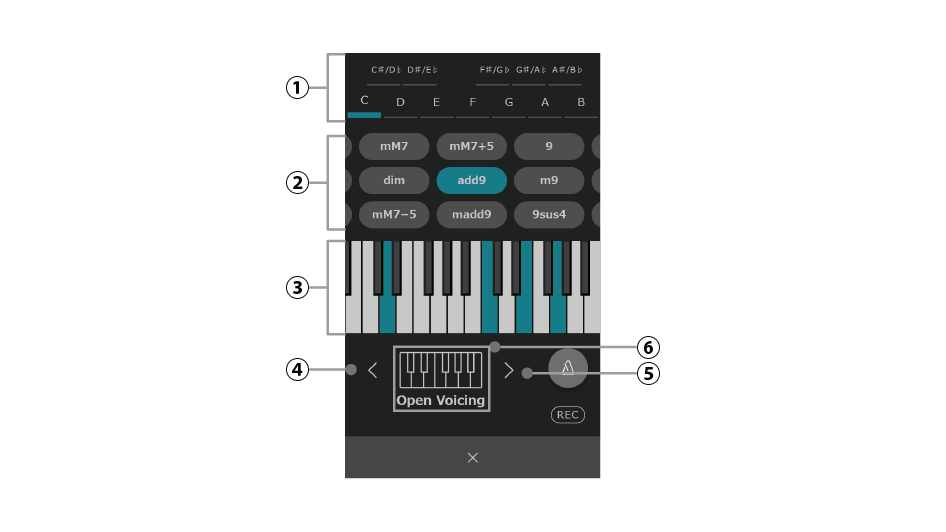 C♯/D♭ D♯/E♭ F♯/G♭ G♯/A♭ A♯/B♭
①
C D E F G A B
mM7 mM7+5 9
②
dim add9 m9
mM7−5 madd9 9sus4
③
⑥
④ < > ⑤
Open Voicing
REC
×